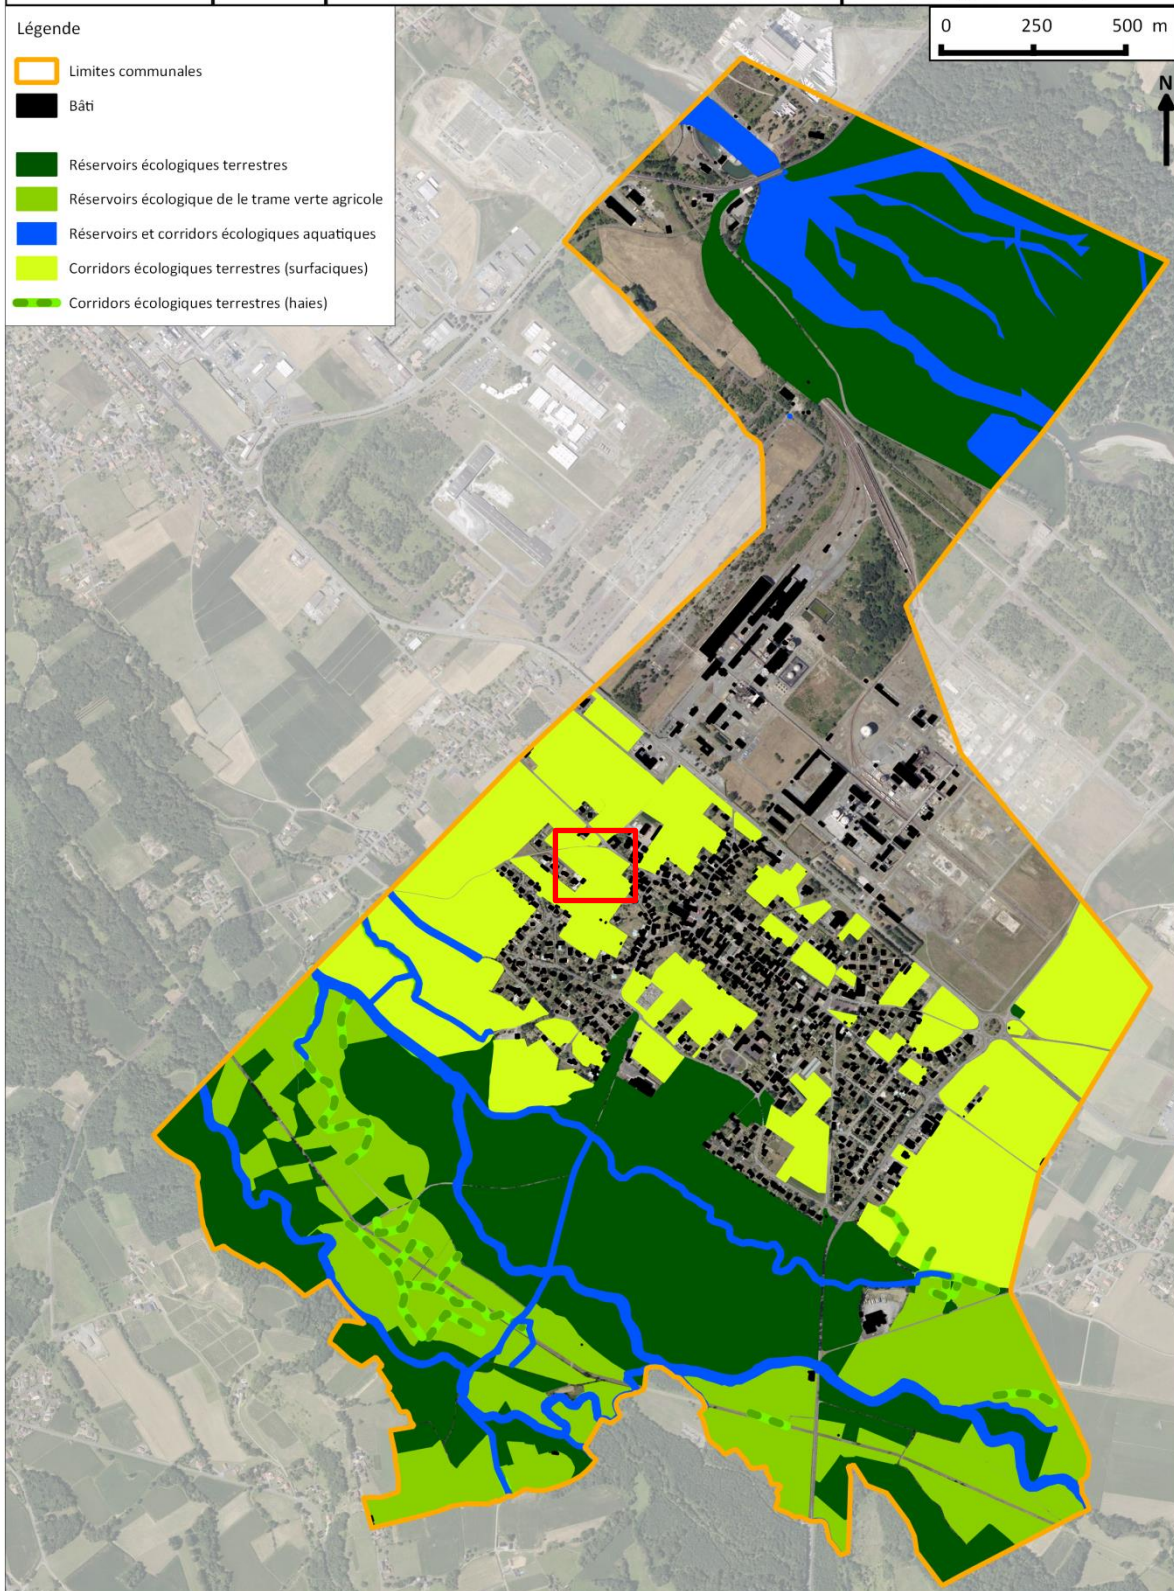 0 250 500 m
N
Légende
Limites communales
Bâti
Réservoirs écologiques terrestres
Réservoirs écologique de le trame verte agricole
Réservoirs et corridors écologiques aquatiques
Corridors écologiques terrestres (surfaciques)
Corridors écologiques terrestres (haies)